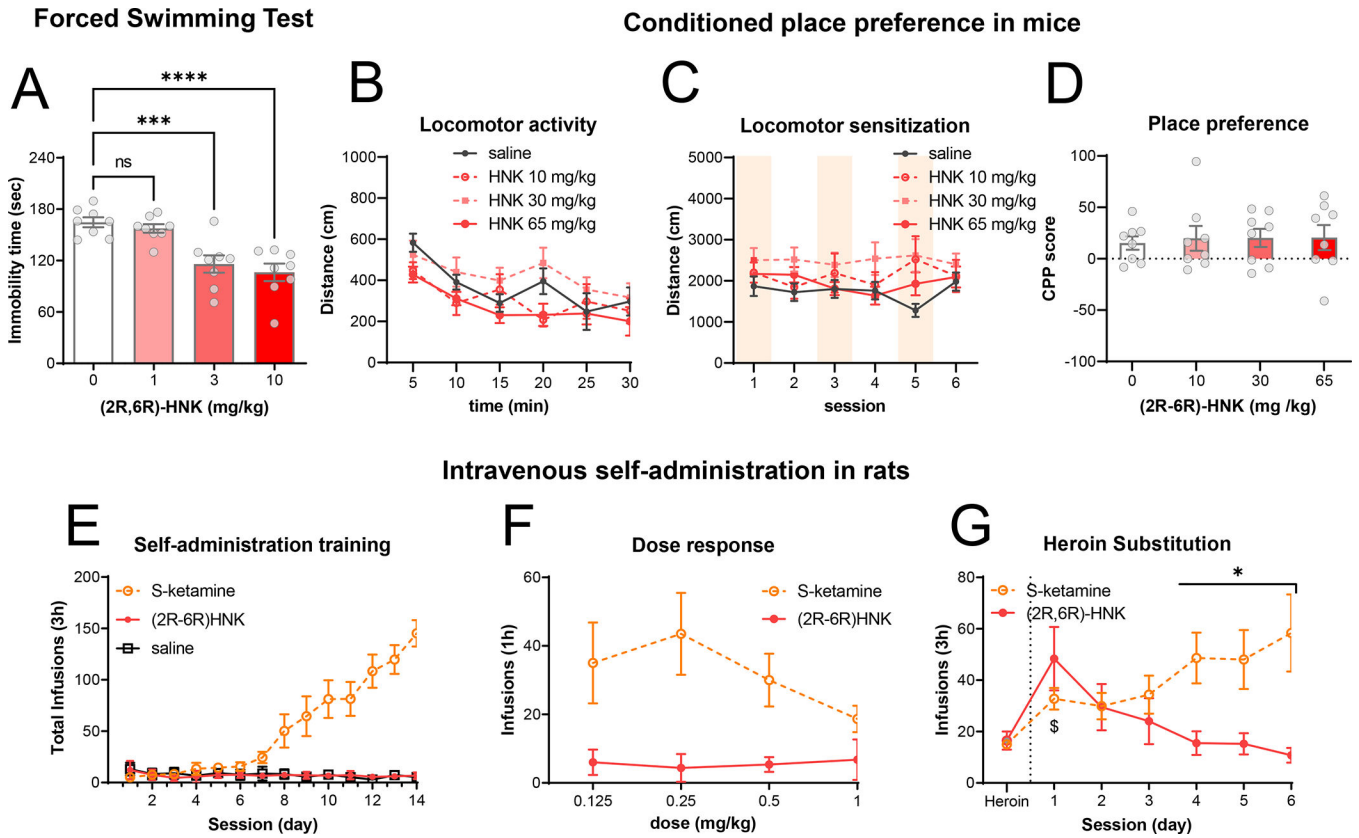 Forced Swimming Test
Conditioned place preference in mice
A
****
***
ns
240
180
120
60
0
Immobility time (sec)
0 1 3 10
(2R,6R)-HNK (mg/kg)
B
Locomotor activity
saline
HNK 10 mg/kg
HNK 30 mg/kg
HNK 65 mg/kg
1000
800
600
400
200
0
Distance (cm)
5 10 15 20 25 30
time (min)
C
Locomotor sensitization
saline
HNK 10 mg/kg
HNK 30 mg/kg
HNK 65 mg/kg
5000
4000
3000
2000
1000
0
Distance (cm)
1 2 3 4 5 6
session
D
Place preference
100
50
0
-100
CPP score
0 10 30 65
(2R-6R)-HNK (mg /kg)
Intravenous self-administration in rats
E
Self-administration training
S-ketamine
(2R-6R)HNK
saline
200
150
100
50
0
Total Infusions (3h)
2 4 6 8 10 12 14
Session (day)
F
Dose response
S-ketamine
(2R-6R)HNK
60
40
20
0
Infusions (1h)
0.125 0.25 0.5 1
dose (mg/kg)
G
Heroin Substitution
*
S-ketamine
(2R,6R)-HNK
80
60
40
20
0
Infusions (3h)
$
Heroin 1 2 3 4 5 6
Session (day)